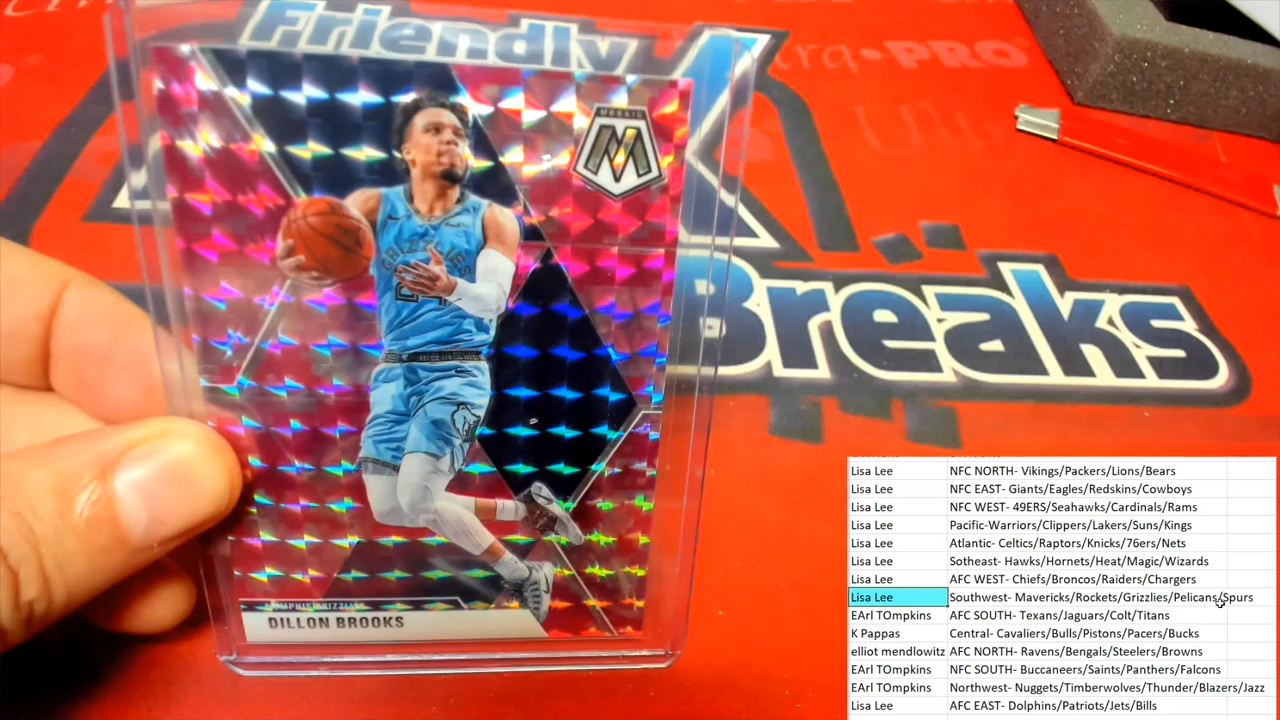 Friendly
PRO
Ultra
MOSAIC
M
GRIZZLIES
FedEx
MEMPHIS GRIZZLIES
DILLON BROOKS
Breaks
Lisa Lee NFC NORTH- Vikings/Packers/Lions/Bears
Lisa Lee NFC EAST- Giants/Eagles/Redskins/Cowboys
Lisa Lee NFC WEST- 49ERS/Seahawks/Cardinals/Rams
Lisa Lee Pacific-Warriors/Clippers/Lakers/Suns/Kings
Lisa Lee Atlantic- Celtics/Raptors/Knicks/76ers/Nets
Lisa Lee Sotheast- Hawks/Hornets/Heat/Magic/Wizards
Lisa Lee AFC WEST- Chiefs/Broncos/Raiders/Chargers
Lisa Lee Southwest- Mavericks/Rockets/Grizzlies/Pelicans/Spurs
EArl TOmpkins AFC SOUTH- Texans/Jaguars/Colt/Titans
K Pappas Central- Cavaliers/Bulls/Pistons/Pacers/Bucks
elliot mendlowitz AFC NORTH- Ravens/Bengals/Steelers/Browns
EArl TOmpkins NFC SOUTH- Buccaneers/Saints/Panthers/Falcons
EArl TOmpkins Northwest- Nuggets/Timberwolves/Thunder/Blazers/Jazz
Lisa Lee AFC EAST- Dolphins/Patriots/Jets/Bills